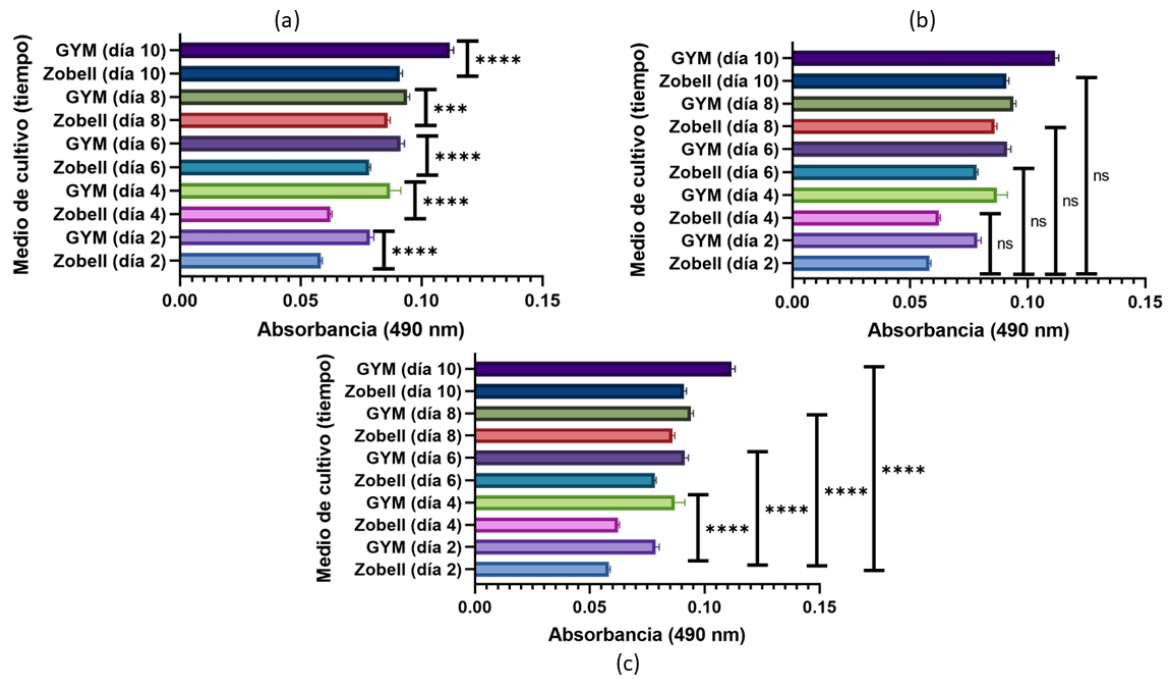 (a)
Medio de cultivo (tiempo)
GYM (día 10)
Zobell (día 10)
GYM (día 8)
Zobell (día 8)
GYM (día 6)
Zobell (día 6)
GYM (día 4)
Zobell (día 4)
GYM (día 2)
Zobell (día 2)
****
***
****
****
****
0.00 0.05 0.10 0.15
Absorbancia (490 nm)
(b)
Medio de cultivo (tiempo)
GYM (día 10)
Zobell (día 10)
GYM (día 8)
Zobell (día 8)
GYM (día 6)
Zobell (día 6)
GYM (día 4)
Zobell (día 4)
GYM (día 2)
Zobell (día 2)
ns
ns
ns
ns
0.00 0.05 0.10 0.15
Absorbancia (490 nm)
Medio de cultivo (tiempo)
GYM (día 10)
Zobell (día 10)
GYM (día 8)
Zobell (día 8)
GYM (día 6)
Zobell (día 6)
GYM (día 4)
Zobell (día 4)
GYM (día 2)
Zobell (día 2)
****
****
****
****
0.00 0.05 0.10 0.15
Absorbancia (490 nm)
(c)